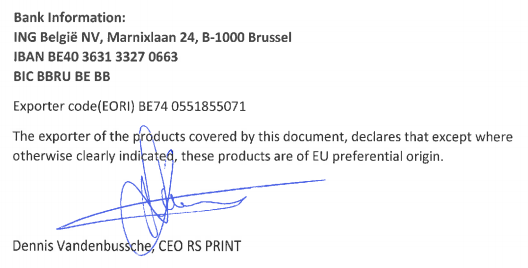 Bank Information:
ING België NV, Marnixlaan 24, B-1000 Brussel
IBAN BE40 3631 3327 0663
BIC BBRU BE BB
Exporter code(EORI) BE74 0551855071
The exporter of the products covered by this document, declares that except where
otherwise clearly indicated, these products are of EU preferential origin.
Dennis Vandenbussche, CEO RS PRINT